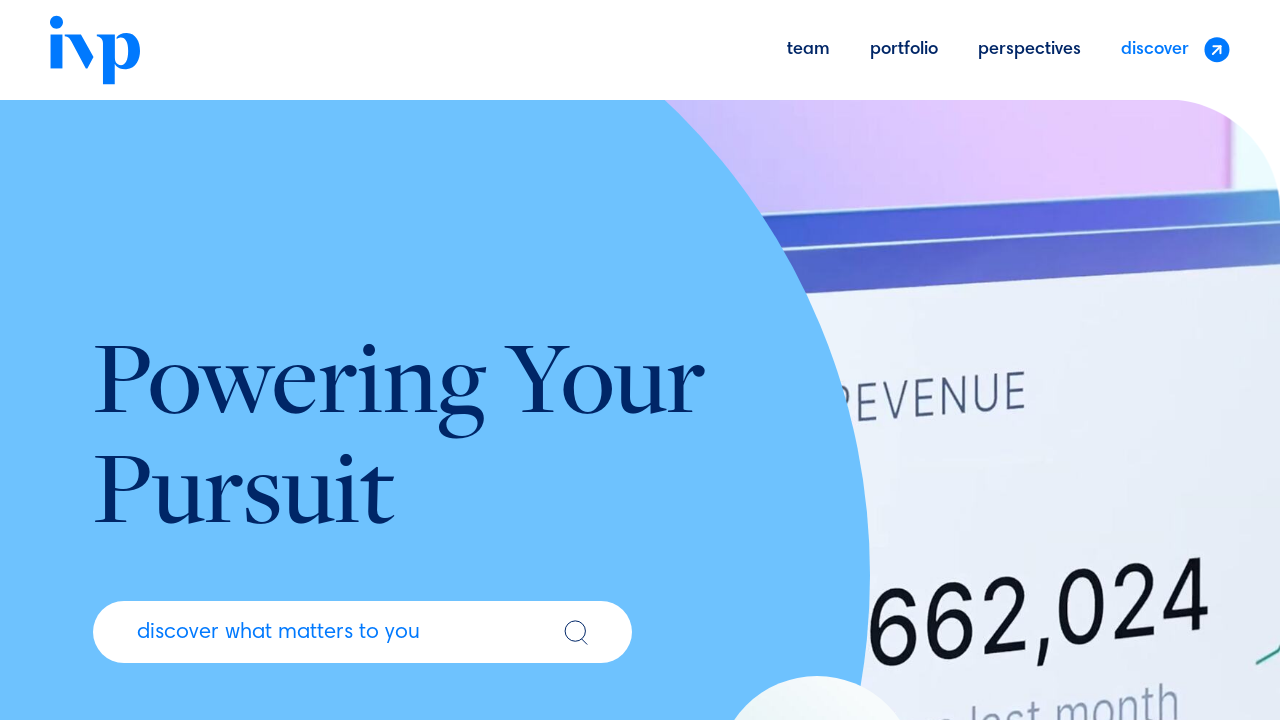 ivp
team
portfolio
perspectives
discover
Powering Your
Pursuit
discover what matters to you
REVENUE
662,024
last month